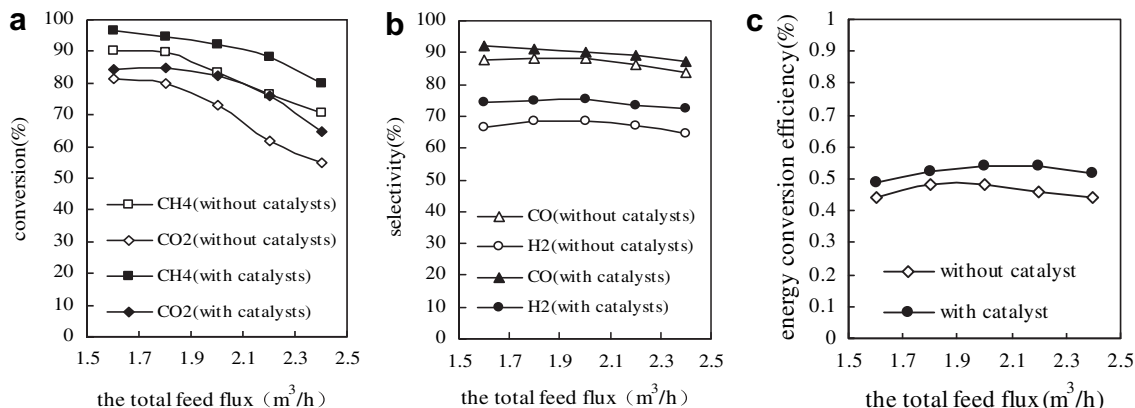 a
conversion(%)
100
90
80
70
60
50
40
30
20
10
0
CH4(without catalysts)
CO2(without catalysts)
CH4(with catalysts)
CO2(with catalysts)
1.5 1.7 1.9 2.1 2.3 2.5
the total feed flux（m³/h）
b
selectivity(%)
100
90
80
70
60
50
40
30
20
10
0
CO(without catalysts)
H2(without catalysts)
CO(with catalysts)
H2(with catalysts)
1.5 1.7 1.9 2.1 2.3 2.5
the total feed flux（m³/h）
c
energy conversion efficiency(%)
1
0.9
0.8
0.7
0.6
0.5
0.4
0.3
0.2
0.1
0
without catalyst
with catalyst
1.5 1.7 1.9 2.1 2.3 2.5
the total feed flux(m³/h)